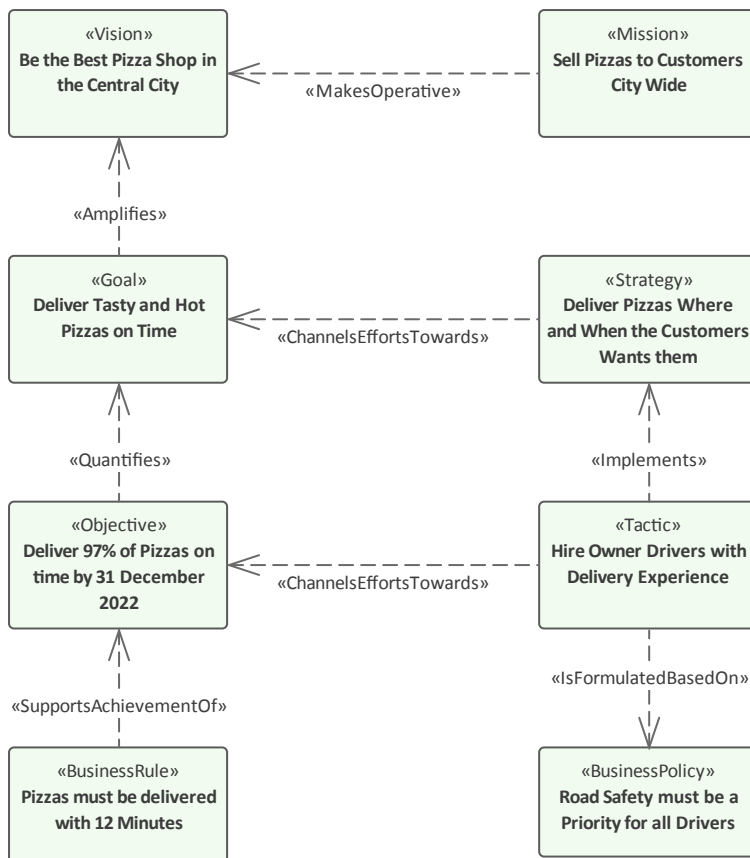 «Vision»
Be the Best Pizza Shop in
the Central City
«Mission»
Sell Pizzas to Customers
City Wide
«MakesOperative»
«Amplifies»
«Goal»
Deliver Tasty and Hot
Pizzas on Time
«Strategy»
Deliver Pizzas Where
and When the Customers
Wants them
«ChannelsEffortsTowards»
«Quantifies»
«Implements»
«Objective»
Deliver 97% of Pizzas on
time by 31 December
2022
«Tactic»
Hire Owner Drivers with
Delivery Experience
«ChannelsEffortsTowards»
«SupportsAchievementOf»
«IsFormulatedBasedOn»
«BusinessRule»
Pizzas must be delivered
with 12 Minutes
«BusinessPolicy»
Road Safety must be a
Priority for all Drivers